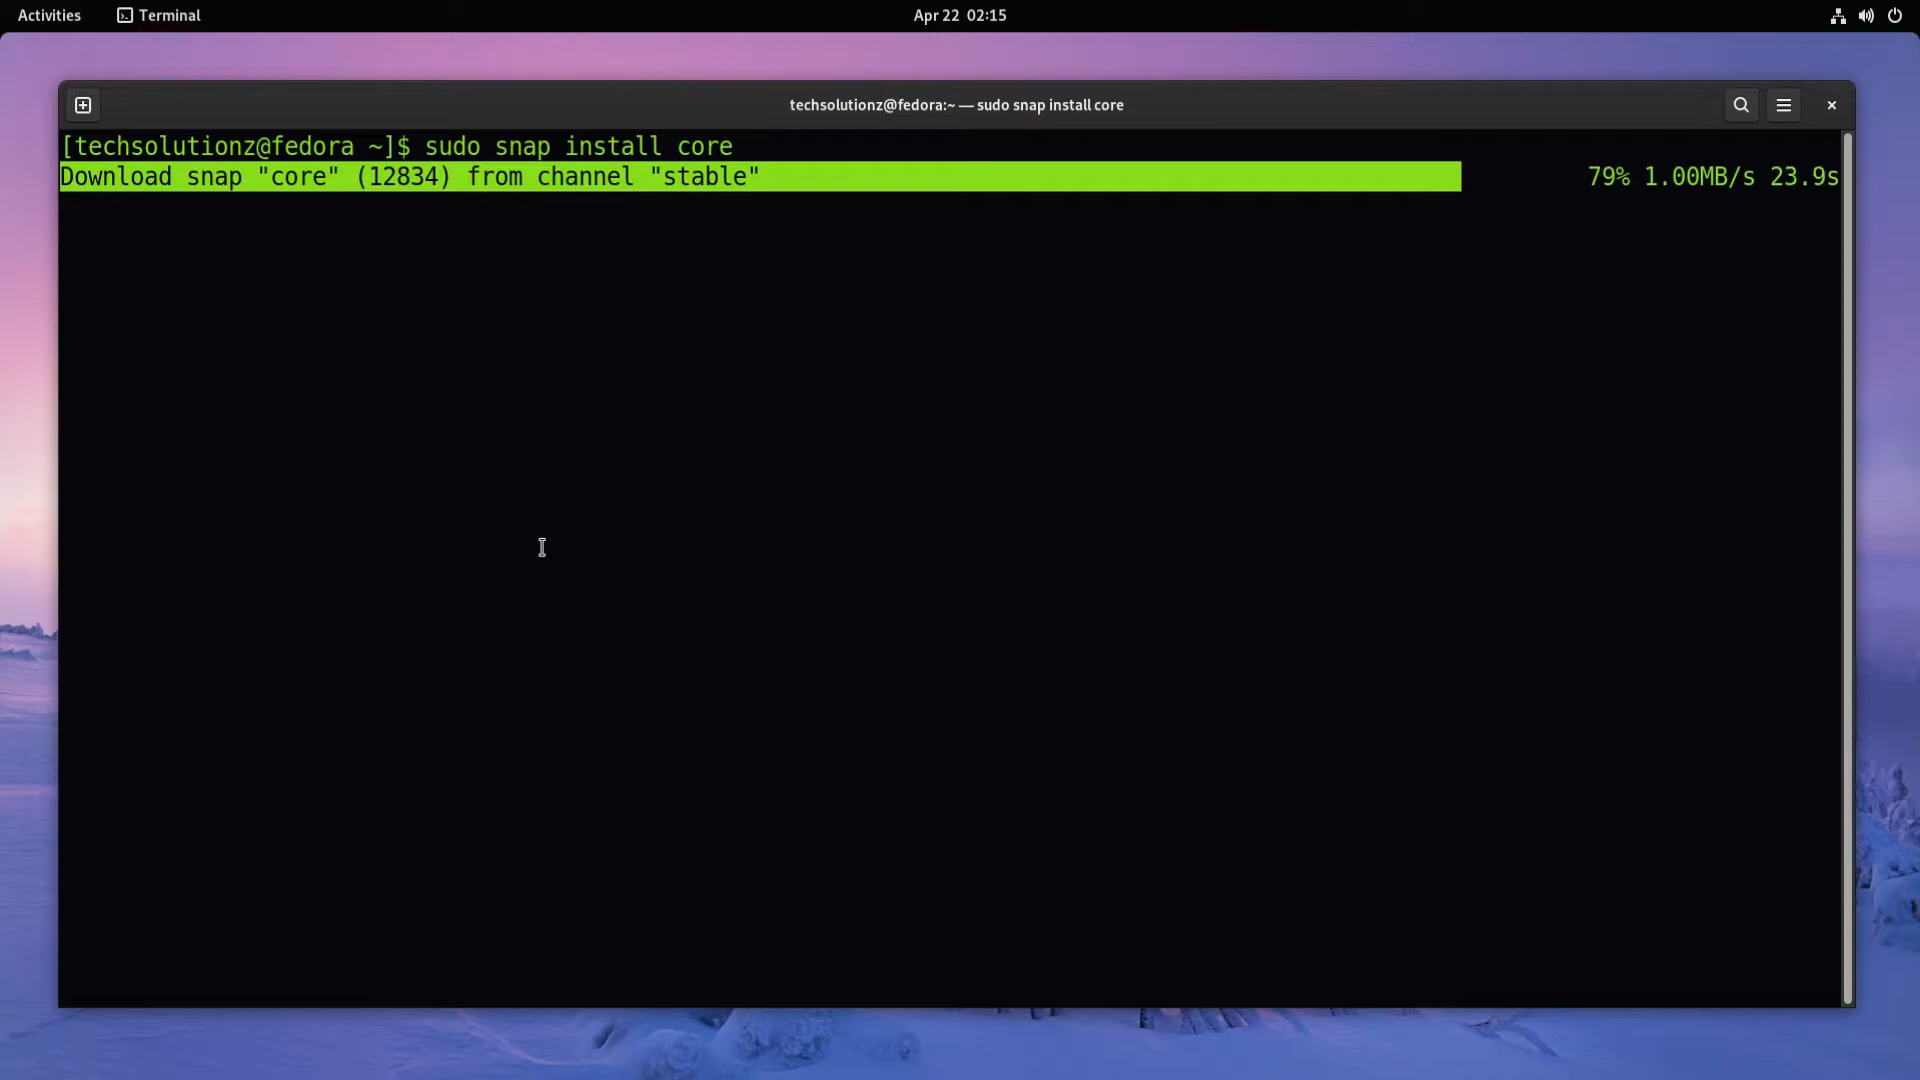 Activities Terminal Apr 22 02:15
techsolutionz@fedora:~ — sudo snap install core
[techsolutionz@fedora ~]$ sudo snap install core
Download snap "core" (12834) from channel "stable" 79% 1.00MB/s 23.9s